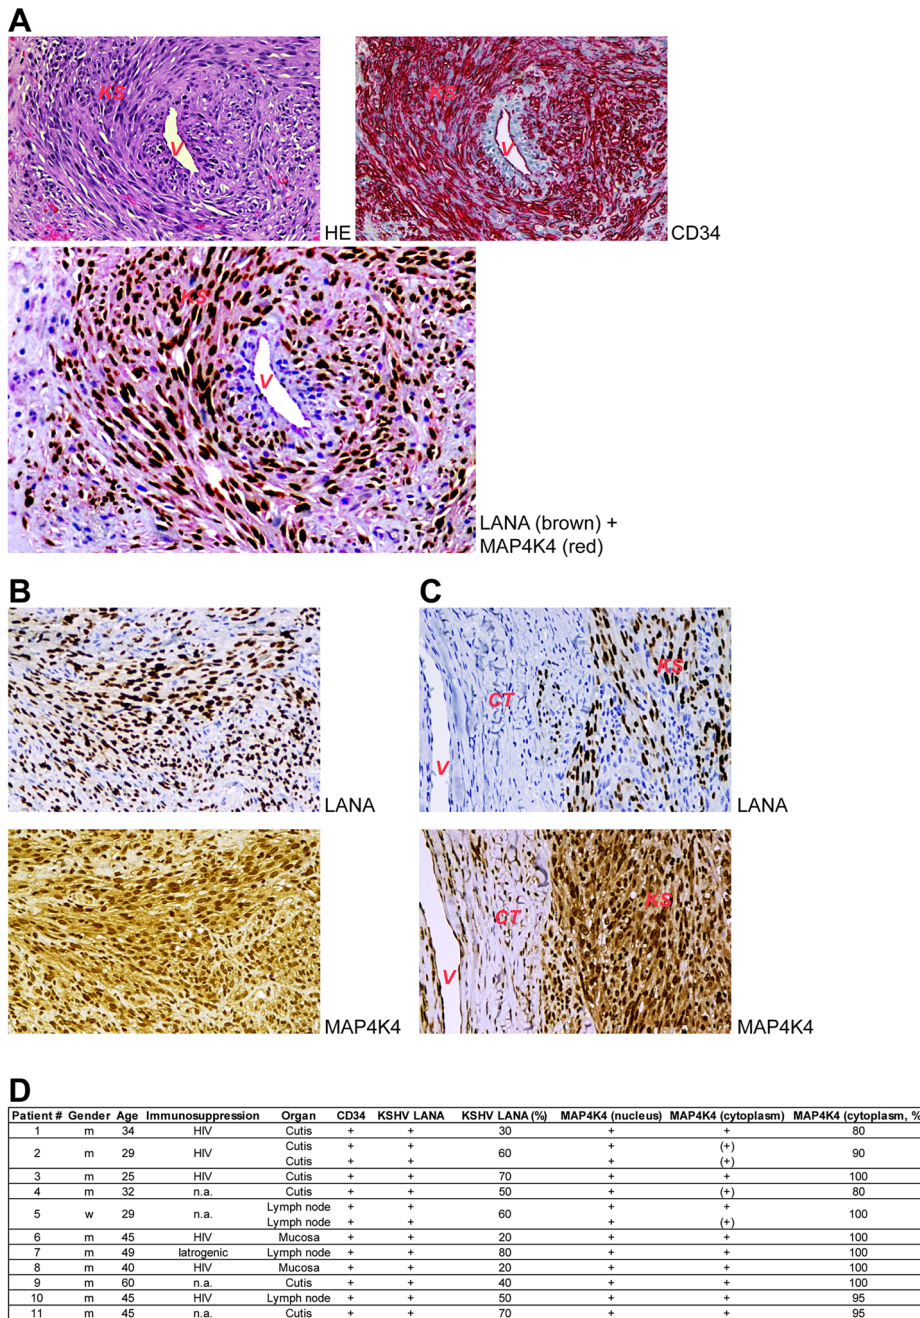 A
KS
V
HE
KS
V
CD34
KS
V
LANA (brown) +
MAP4K4 (red)
B
LANA
MAP4K4
C
KS
CT
V
LANA
KS
CT
V
MAP4K4
D
Patient # Gender Age Immunosuppression Organ CD34 KSHV LANA KSHV LANA (%) MAP4K4 (nucleus) MAP4K4 (cytoplasm) MAP4K4 (cytoplasm, %
1 m 34 HIV Cutis + + 30 + + 80
2 m 29 HIV Cutis + + 60 + (+) 90
Cutis + + + (+)
3 m 25 HIV Cutis + + 70 + + 100
4 m 32 n.a. Cutis + + 50 + (+) 80
5 w 29 n.a. Lymph node + + 60 + + 100
Lymph node + + + (+)
6 m 45 HIV Mucosa + + 20 + + 100
7 m 49 Iatrogenic Lymph node + + 80 + + 100
8 m 40 HIV Mucosa + + 20 + + 100
9 m 60 n.a. Cutis + + 40 + + 100
10 m 45 HIV Lymph node + + 50 + + 95
11 m 45 n.a. Cutis + + 70 + + 95